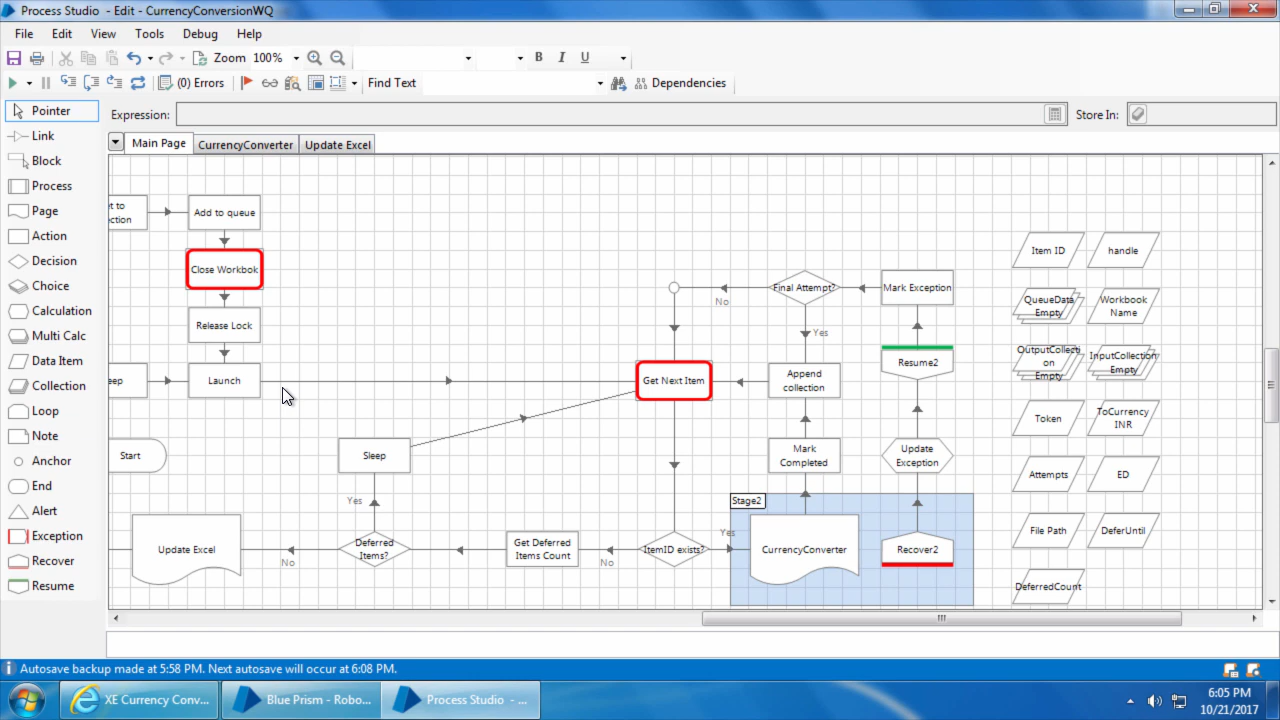 Process Studio - Edit - CurrencyConversionWQ
File Edit View Tools Debug Help
Zoom 100% B I U
(0) Errors Find Text Dependencies
Pointer
Link
Block
Process
Page
Action
Decision
Choice
Calculation
Multi Calc
Data Item
Collection
Loop
Note
Anchor
End
Alert
Exception
Recover
Resume
Expression: Store In:
Main Page CurrencyConverter Update Excel
t to
ction
Add to queue
Close Workbok
Release Lock
eep
Launch
Start
Sleep
Yes
Update Excel
No
Deferred
Items?
Get Deferred
Items Count
No
ItemID exists?
Yes
Get Next Item
No
Final Attempt?
Yes
Mark Exception
Append
collection
Resume2
Mark
Completed
Update
Exception
Stage2
CurrencyConverter
Recover2
Item ID
handle
QueueData
Empty
Workbook
Name
OutputCollecti
on
Empty
InputCollection
Empty
Token
ToCurrency
INR
Attempts
ED
File Path
DeferUntil
DeferredCount
Autosave backup made at 5:58 PM. Next autosave will occur at 6:08 PM.
XE Currency Conv...
Blue Prism - Robo...
Process Studio - ...
6:05 PM
10/21/2017